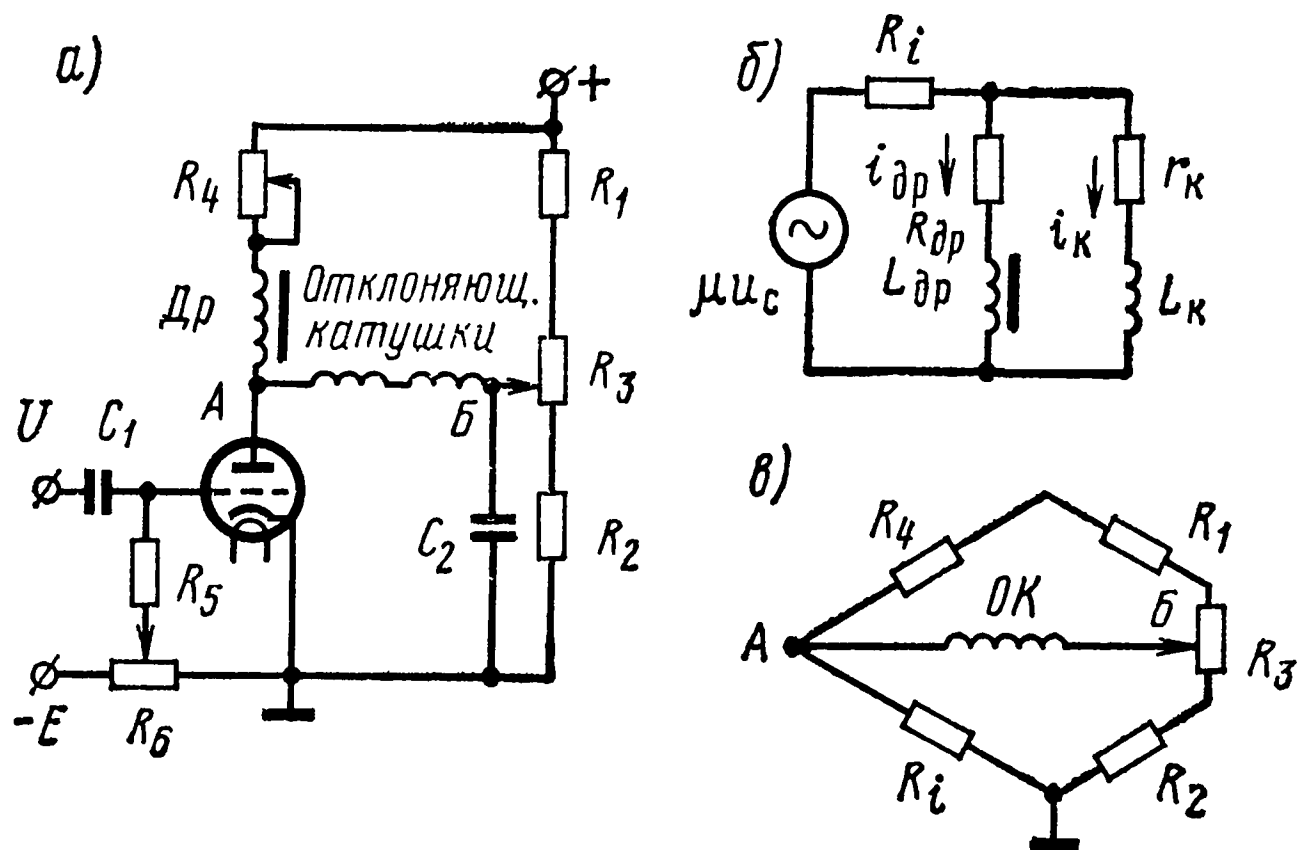 а)
+
R4
R1
Др
Отклоняющ.
катушки
R3
А
Б
U
C1
C2
R2
R5
-E
R6
б)
Ri
iдр
Rдр
Lдр
iк
rк
Lк
μuс
в)
R4
R1
ОК
Б
А
R3
Ri
R2